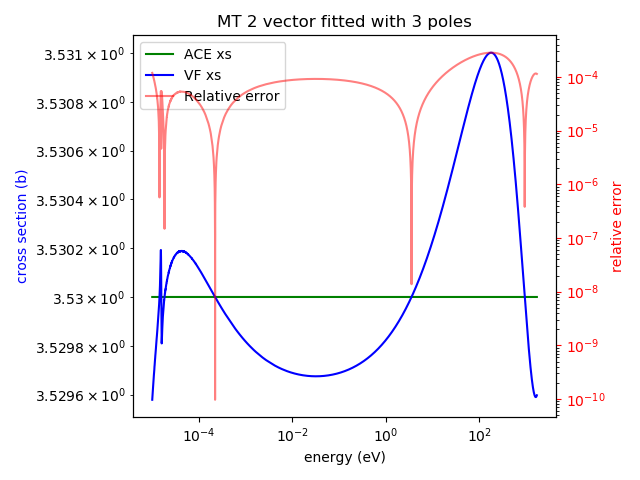 MT 2 vector fitted with 3 poles
ACE xs
VF xs
Relative error
cross section (b)
3.531 × 10⁰
3.5308 × 10⁰
3.5306 × 10⁰
3.5304 × 10⁰
3.5302 × 10⁰
3.53 × 10⁰
3.5298 × 10⁰
3.5296 × 10⁰
10⁻⁴
10⁻⁵
10⁻⁶
10⁻⁷
10⁻⁸
10⁻⁹
10⁻¹⁰
relative error
10⁻⁴ 10⁻² 10⁰ 10²
energy (eV)